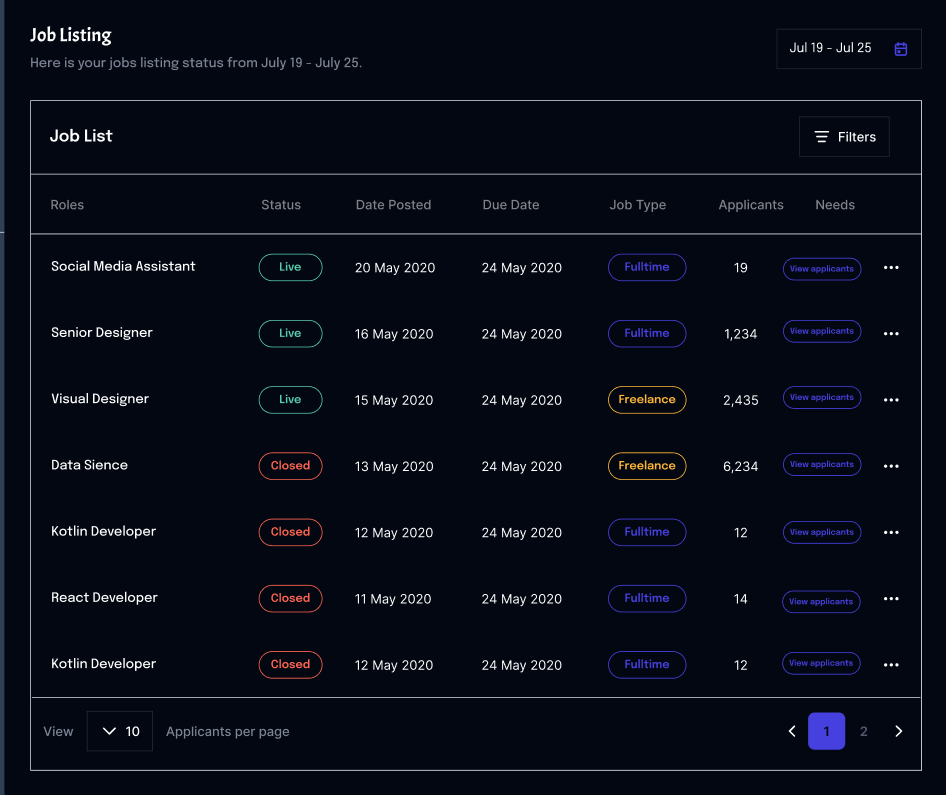 Job Listing
Here is your jobs listing status from July 19 - July 25.
Jul 19 - Jul 25
Job List
Filters
Roles Status Date Posted Due Date Job Type Applicants Needs
Social Media Assistant Live 20 May 2020 24 May 2020 Fulltime 19 View applicants
Senior Designer Live 16 May 2020 24 May 2020 Fulltime 1,234 View applicants
Visual Designer Live 15 May 2020 24 May 2020 Freelance 2,435 View applicants
Data Sience Closed 13 May 2020 24 May 2020 Freelance 6,234 View applicants
Kotlin Developer Closed 12 May 2020 24 May 2020 Fulltime 12 View applicants
React Developer Closed 11 May 2020 24 May 2020 Fulltime 14 View applicants
Kotlin Developer Closed 12 May 2020 24 May 2020 Fulltime 12 View applicants
View 10 Applicants per page 1 2